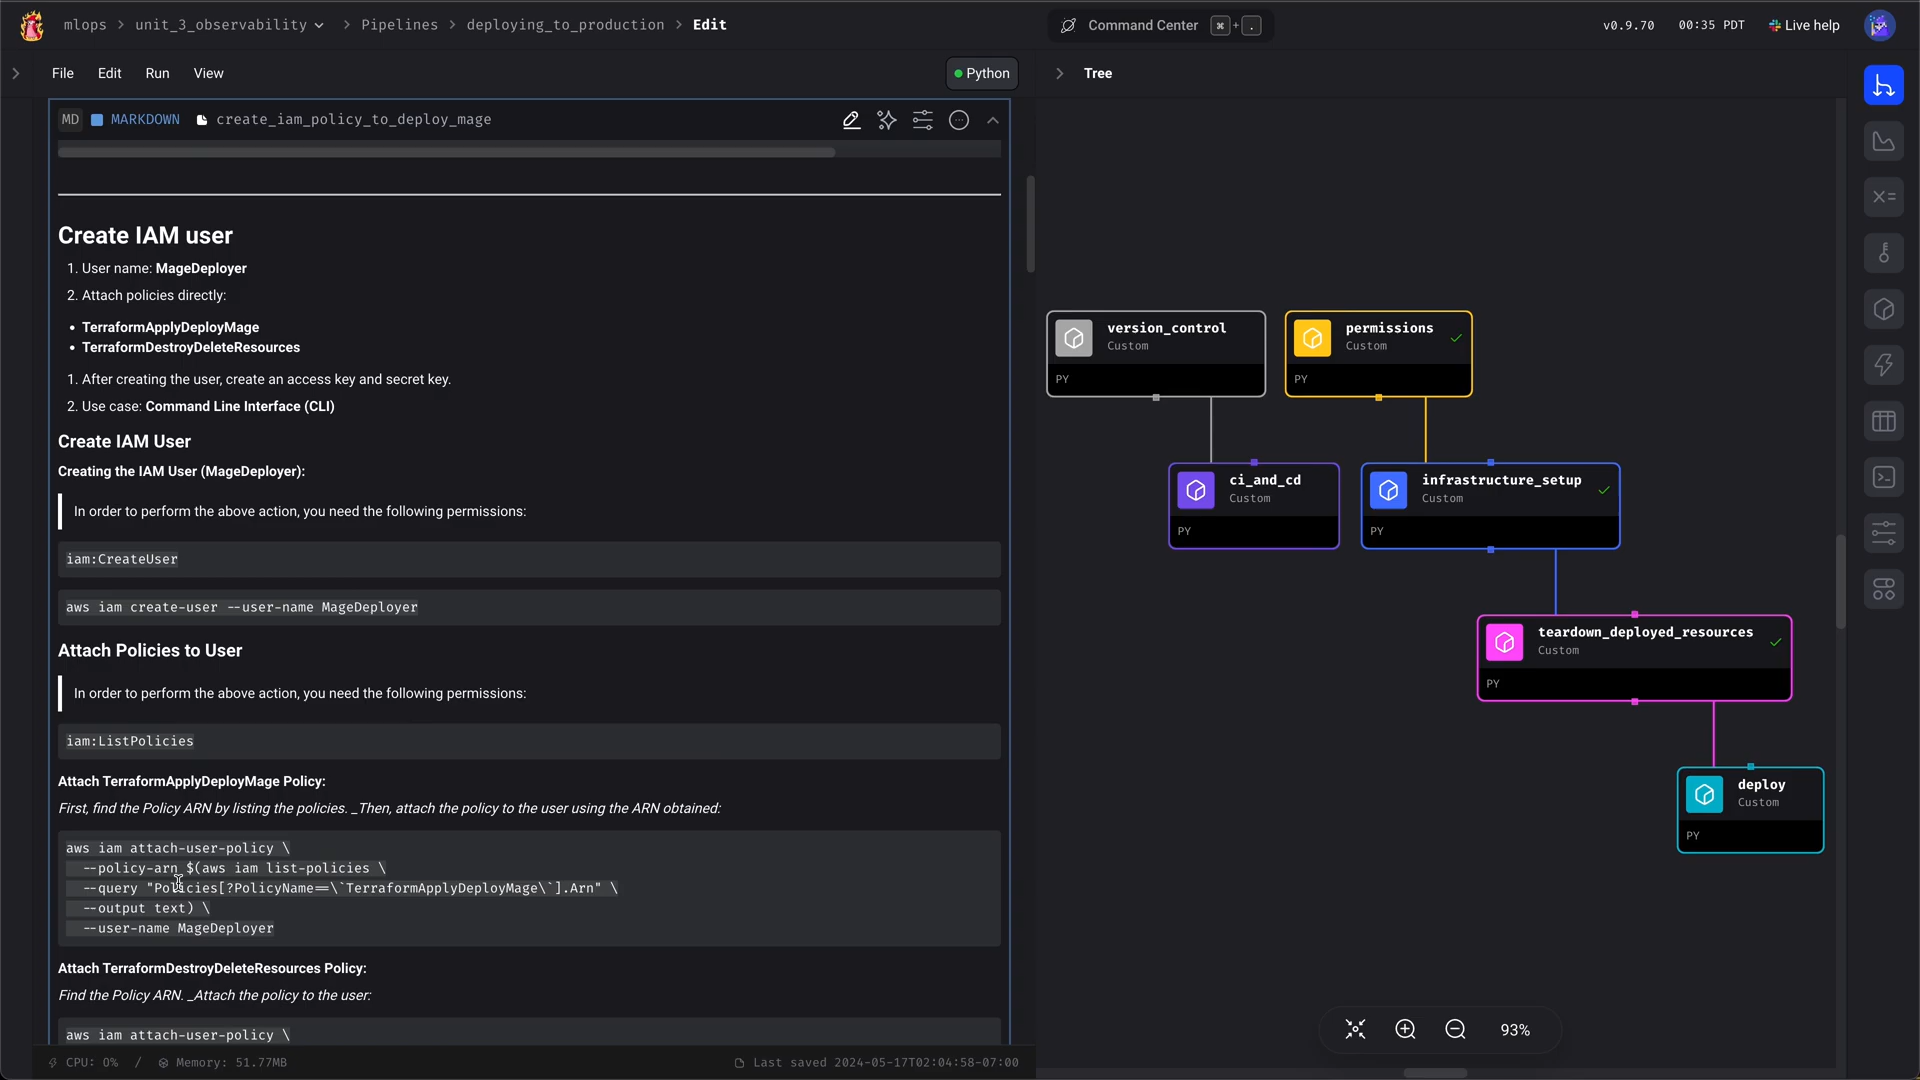 mlops > unit_3_observability > Pipelines > deploying_to_production > Edit
Command Center ⌘ + .
v0.9.70 00:35 PDT Live help
File Edit Run View
Python
Tree
MD MARKDOWN create_iam_policy_to_deploy_mage
Create IAM user
1. User name: MageDeployer
2. Attach policies directly:
• TerraformApplyDeployMage
• TerraformDestroyDeleteResources
1. After creating the user, create an access key and secret key.
2. Use case: Command Line Interface (CLI)
Create IAM User
Creating the IAM User (MageDeployer):
In order to perform the above action, you need the following permissions:
iam:CreateUser
aws iam create-user --user-name MageDeployer
Attach Policies to User
In order to perform the above action, you need the following permissions:
iam:ListPolicies
Attach TerraformApplyDeployMage Policy:
First, find the Policy ARN by listing the policies. _Then, attach the policy to the user using the ARN obtained:
aws iam attach-user-policy \
--policy-arn $(aws iam list-policies \
--query "Policies[?PolicyName==\`TerraformApplyDeployMage\`].Arn" \
--output text) \
--user-name MageDeployer
Attach TerraformDestroyDeleteResources Policy:
Find the Policy ARN. _Attach the policy to the user:
aws iam attach-user-policy \
CPU: 0% / Memory: 51.77MB
Last saved 2024-05-17T02:04:58-07:00
version_control
Custom
PY
permissions
Custom
PY
ci_and_cd
Custom
PY
infrastructure_setup
Custom
PY
teardown_deployed_resources
Custom
PY
deploy
Custom
PY
93%